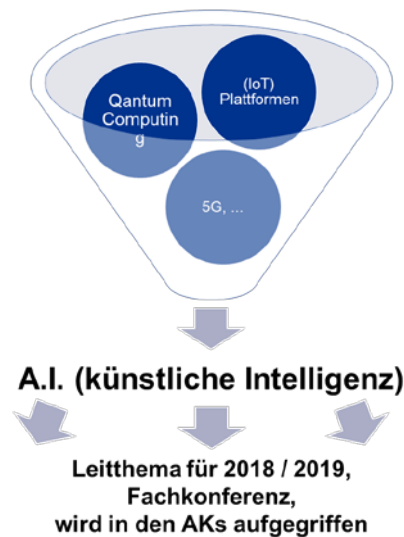 Qantum
Computin
g
(IoT)
Plattformen
5G, ...
A.I. (künstliche Intelligenz)
Leitthema für 2018 / 2019,
Fachkonferenz,
wird in den AKs aufgegriffen